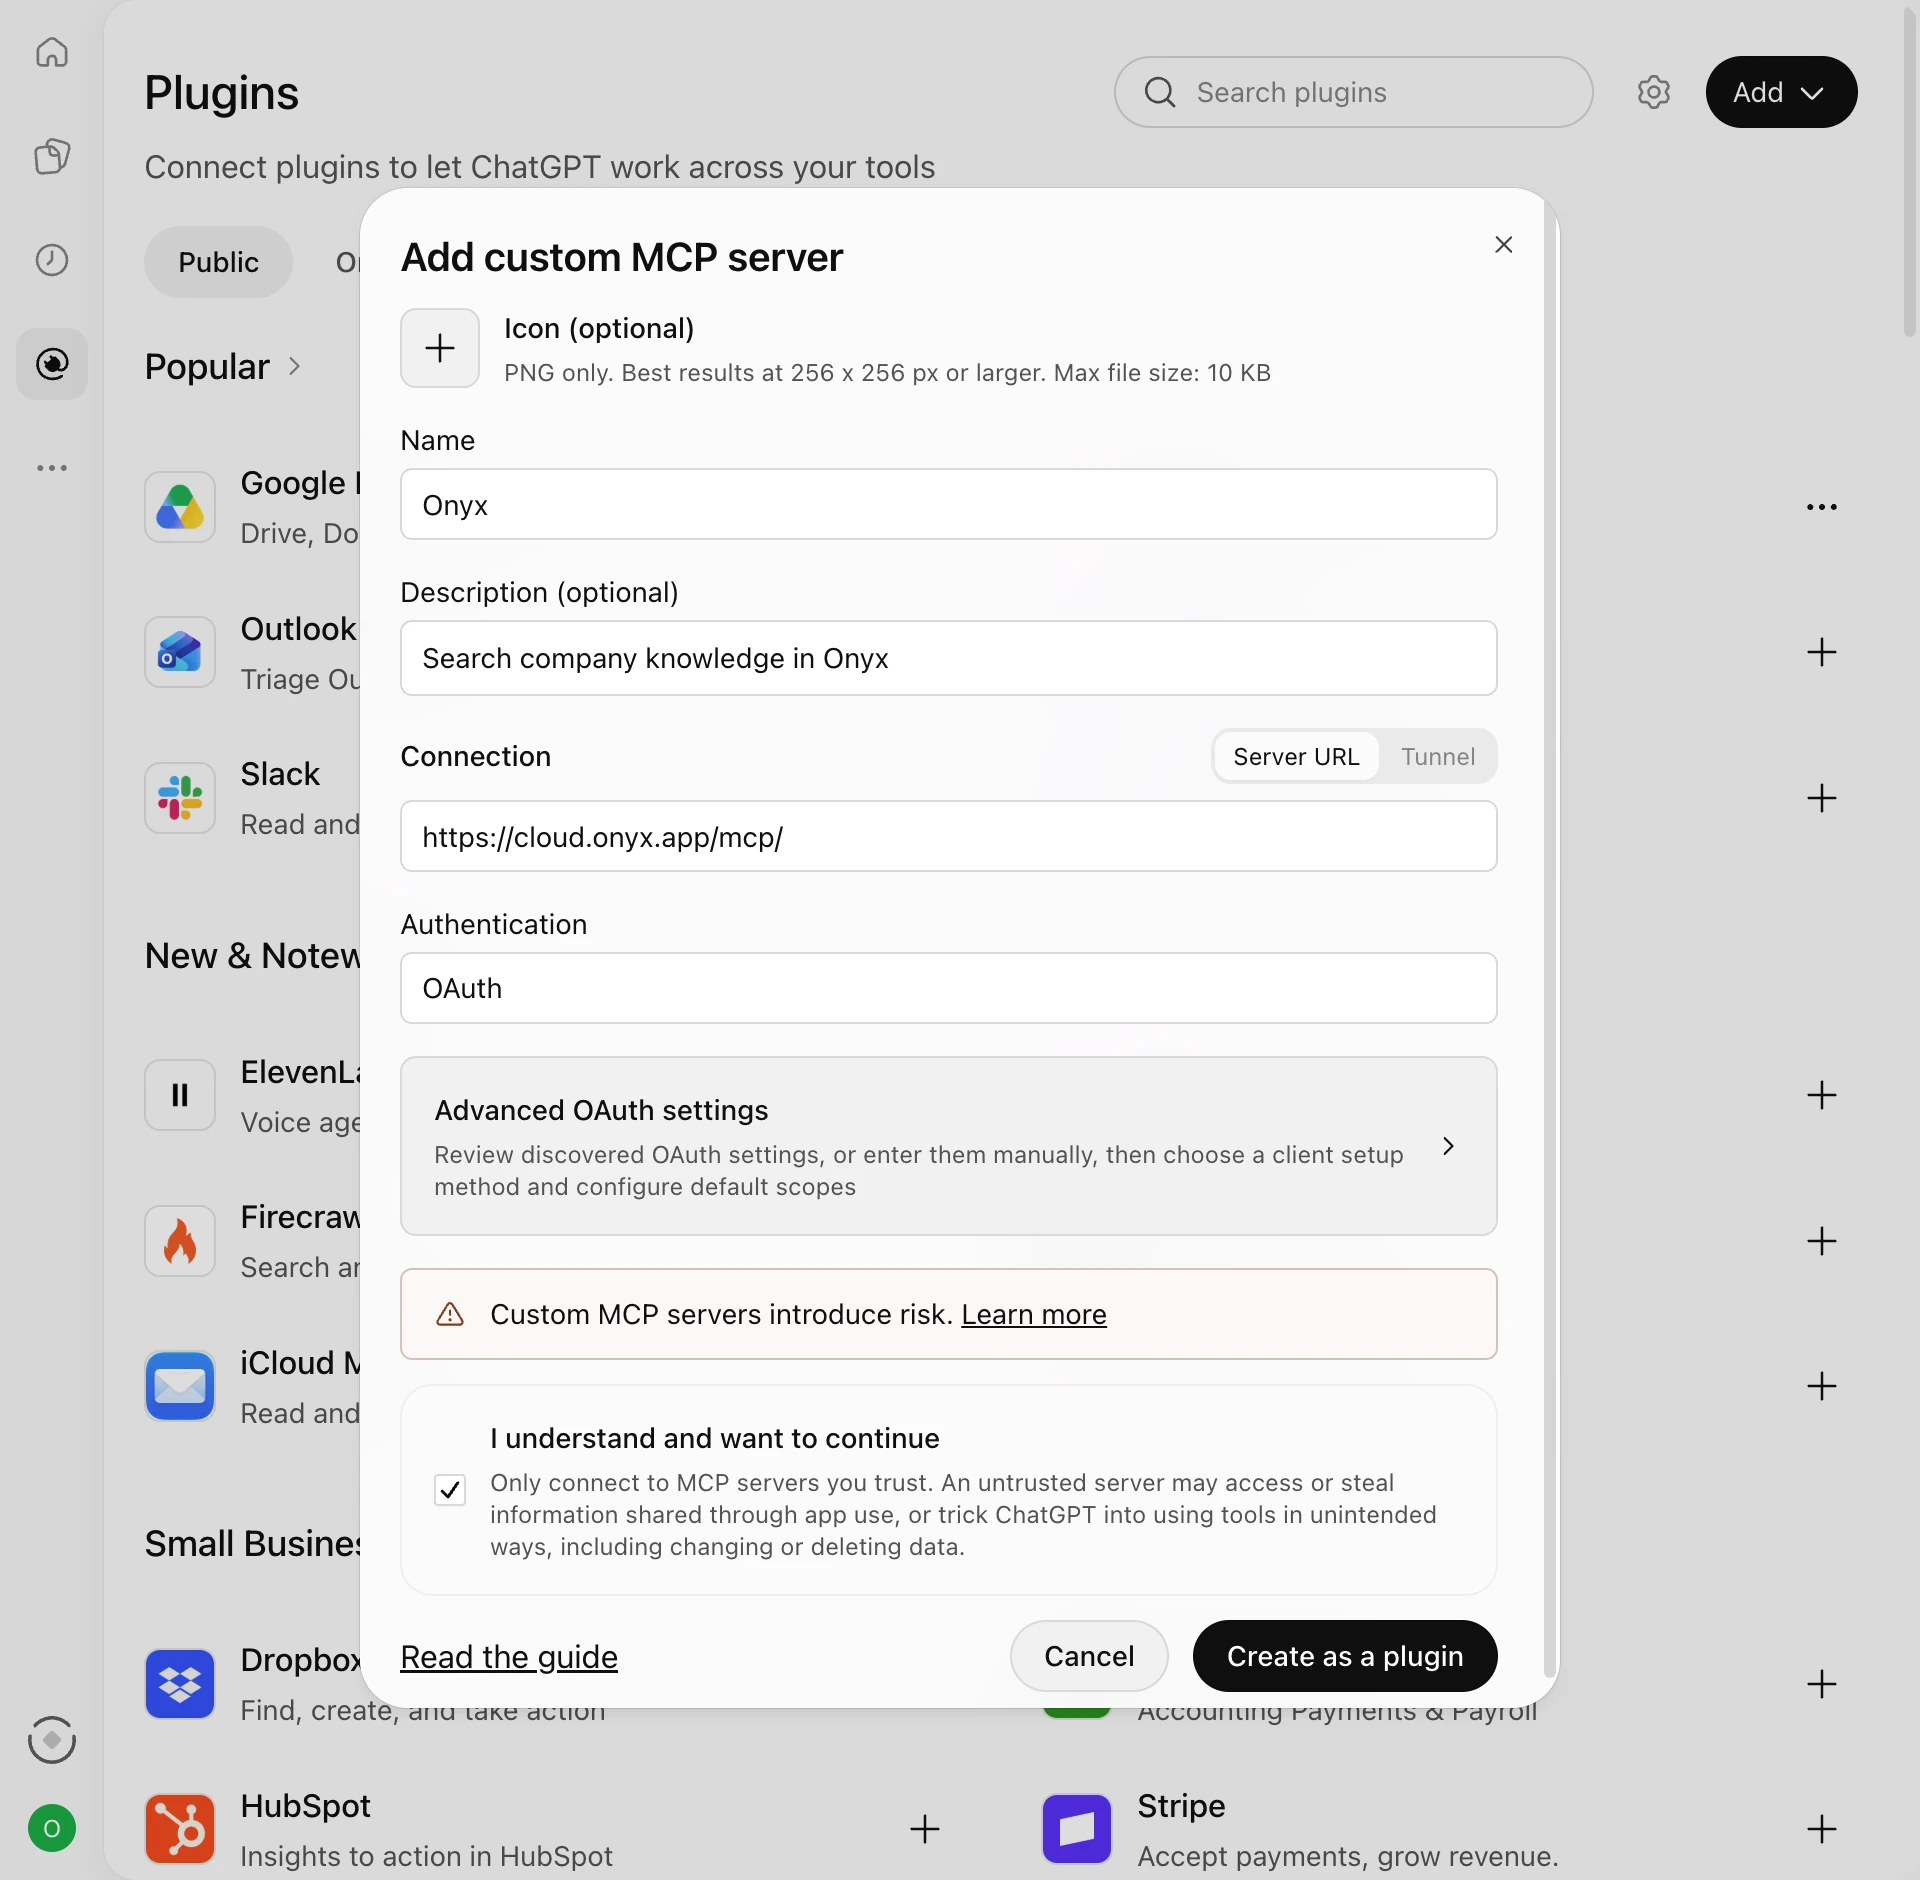 Plugins
Search plugins
Add
Connect plugins to let ChatGPT work across your tools
Public
Popular
Google
Drive, Do
Outlook
Triage Ou
Slack
Read and
New & Notew
ElevenLa
Voice age
Firecraw
Search an
iCloud M
Read and
Small Busines
Dropbox
Find, create, and take action
Accounting Payments & Payroll
HubSpot
Insights to action in HubSpot
Stripe
Accept payments, grow revenue.
O
Add custom MCP server
Icon (optional)
PNG only. Best results at 256 x 256 px or larger. Max file size: 10 KB
Name
Onyx
Description (optional)
Search company knowledge in Onyx
Connection
Server URL
Tunnel
https://cloud.onyx.app/mcp/
Authentication
OAuth
Advanced OAuth settings
Review discovered OAuth settings, or enter them manually, then choose a client setup
method and configure default scopes
Custom MCP servers introduce risk. Learn more
I understand and want to continue
Only connect to MCP servers you trust. An untrusted server may access or steal
information shared through app use, or trick ChatGPT into using tools in unintended
ways, including changing or deleting data.
Read the guide
Cancel
Create as a plugin